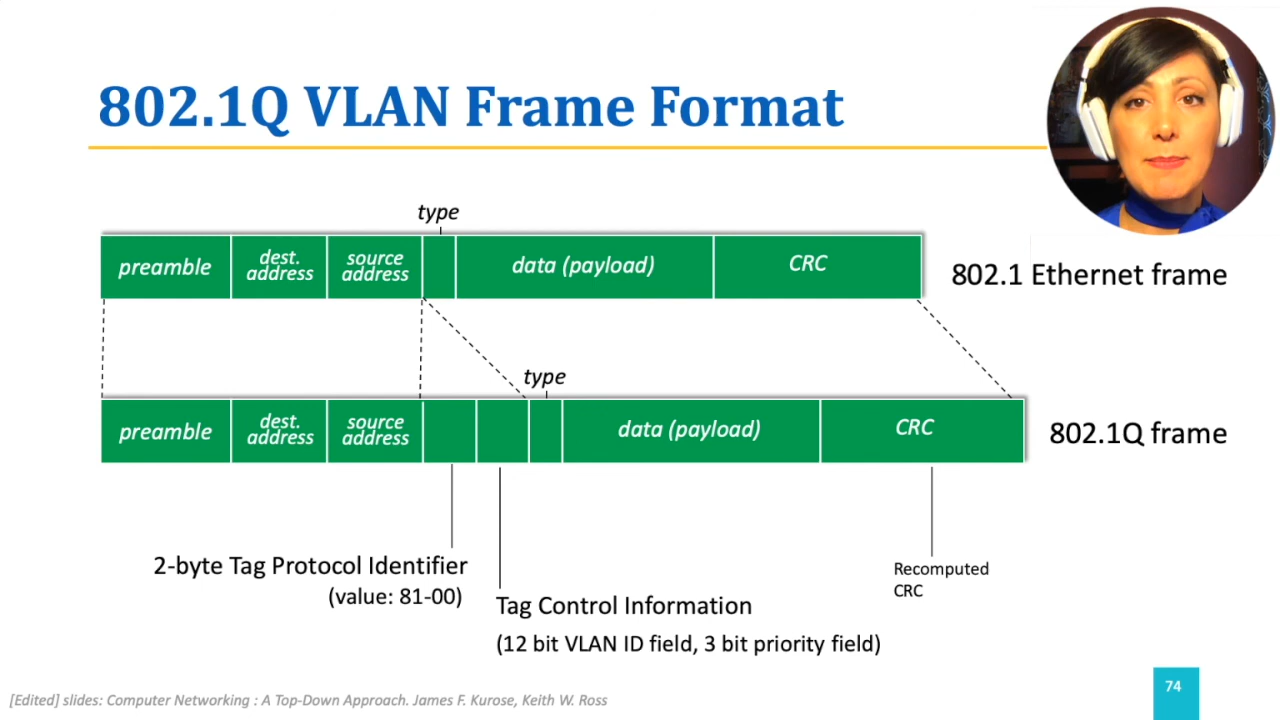 802.1Q VLAN Frame Format
type
preamble
dest.
address
source
address
data (payload)
CRC
802.1 Ethernet frame
type
preamble
dest.
address
source
address
data (payload)
CRC
802.1Q frame
2-byte Tag Protocol Identifier
(value: 81-00)
Recomputed
CRC
Tag Control Information
(12 bit VLAN ID field, 3 bit priority field)
[Edited] slides: Computer Networking : A Top-Down Approach. James F. Kurose, Keith W. Ross
74